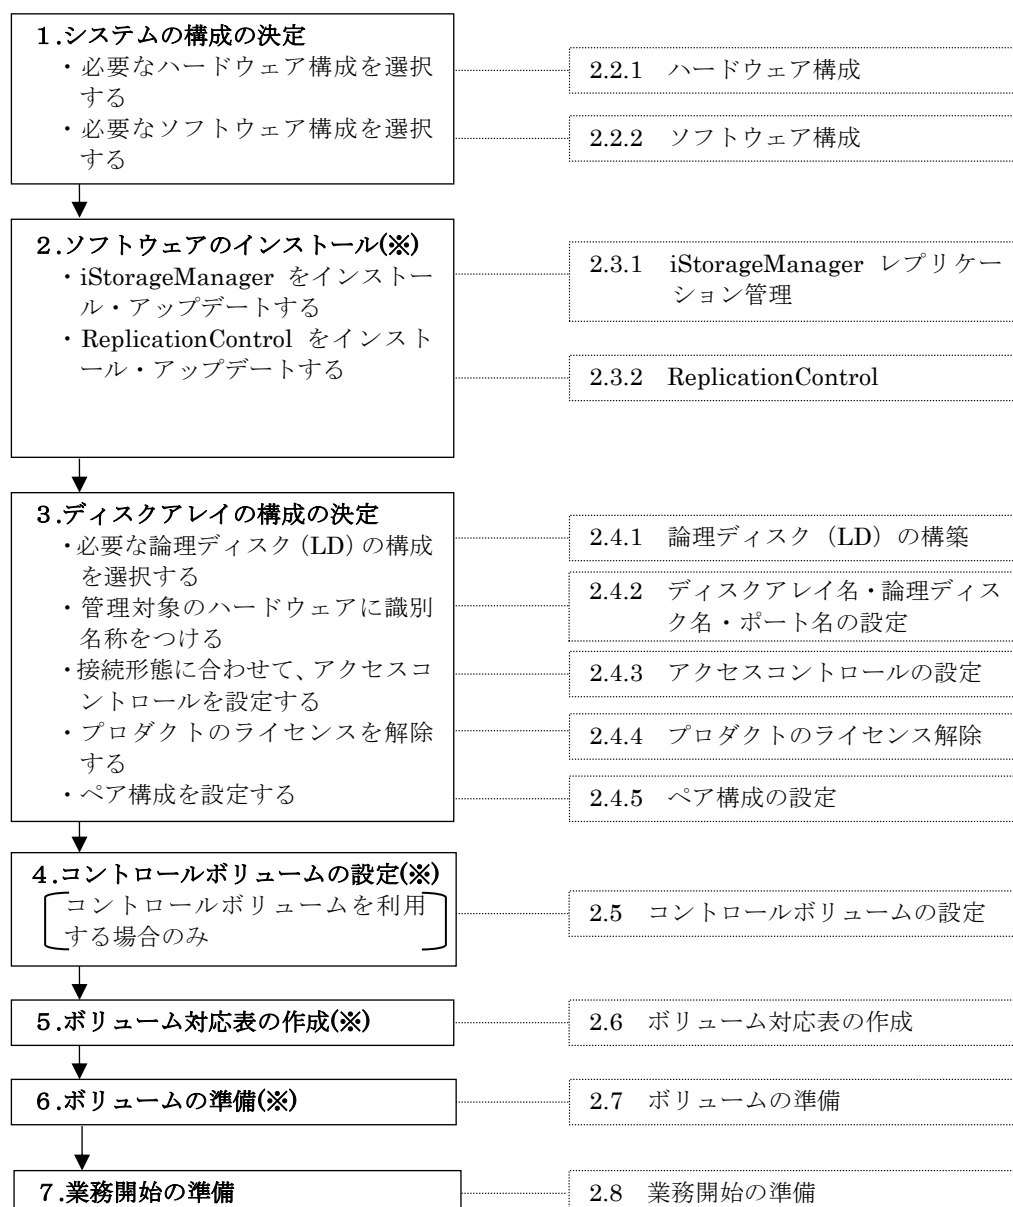 １.システムの構成の決定
・必要なハードウェア構成を選択
する
・必要なソフトウェア構成を選択
する
2.2.1 ハードウェア構成
2.2.2 ソフトウェア構成
２.ソフトウェアのインストール(※)
・iStorageManager をインストー
ル・アップデートする
・ReplicationControl をインスト
ール・アップデートする
2.3.1 iStorageManager レプリケー
ション管理
2.3.2 ReplicationControl
３.ディスクアレイの構成の決定
・必要な論理ディスク（LD）の構成
を選択する
・管理対象のハードウェアに識別
名称をつける
・接続形態に合わせて、アクセスコ
ントロールを設定する
・プロダクトのライセンスを解除
する
・ペア構成を設定する
2.4.1 論理ディスク（LD）の構築
2.4.2 ディスクアレイ名・論理ディス
ク名・ポート名の設定
2.4.3 アクセスコントロールの設定
2.4.4 プロダクトのライセンス解除
2.4.5 ペア構成の設定
４.コントロールボリュームの設定(※)
コントロールボリュームを利用
する場合のみ
2.5 コントロールボリュームの設定
５.ボリューム対応表の作成(※)
2.6 ボリューム対応表の作成
６.ボリュームの準備(※)
2.7 ボリュームの準備
７.業務開始の準備
2.8 業務開始の準備